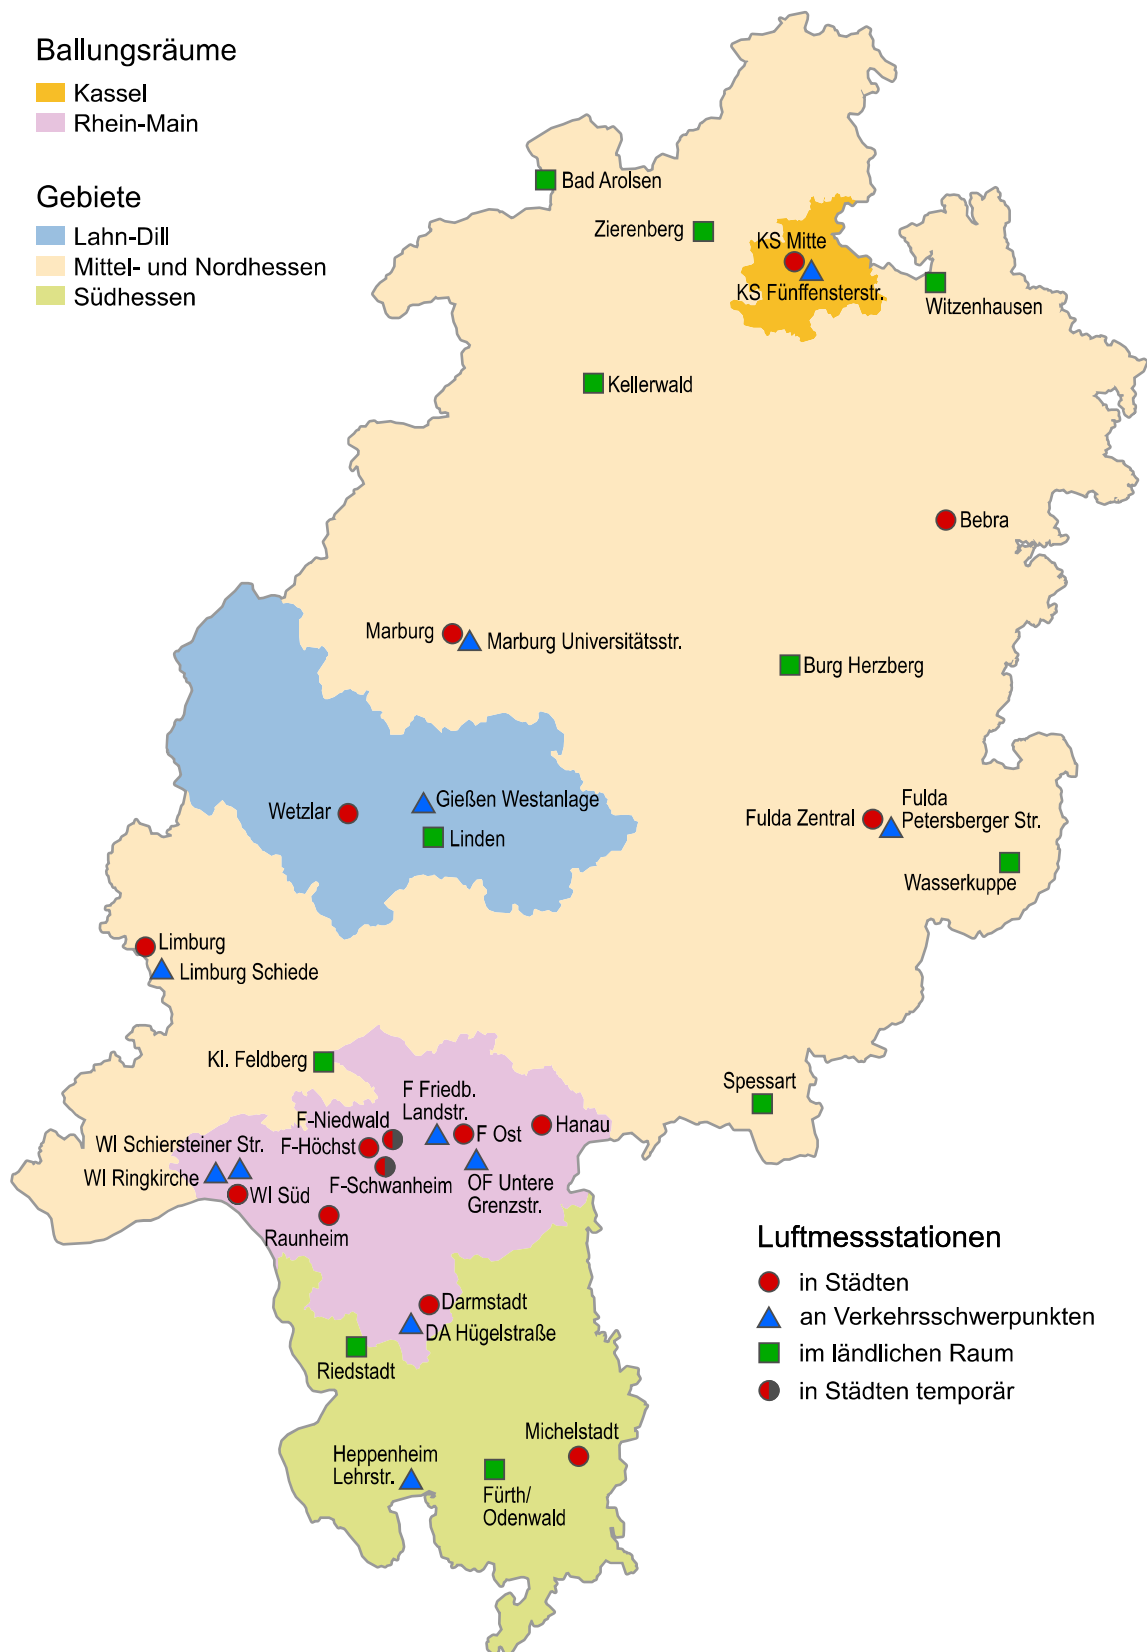 Ballungsräume
Kassel
Rhein-Main
Gebiete
Lahn-Dill
Mittel- und Nordhessen
Südhessen
Bad Arolsen
Zierenberg
KS Mitte
KS Fünffensterstr.
Witzenhausen
Kellerwald
Bebra
Marburg
Marburg Universitätsstr.
Burg Herzberg
Wetzlar
Gießen Westanlage
Linden
Fulda Zentral
Fulda
Petersberger Str.
Wasserkuppe
Limburg
Limburg Schiede
Kl. Feldberg
Spessart
F Friedb.
Landstr.
F-Niedwald
F-Höchst
F Ost
Hanau
WI Schiersteiner Str.
WI Ringkirche
F-Schwanheim
OF Untere
Grenzstr.
WI Süd
Raunheim
Darmstadt
DA Hügelstraße
Riedstadt
Michelstadt
Heppenheim
Lehrstr.
Fürth/
Odenwald
Luftmessstationen
in Städten
an Verkehrsschwerpunkten
im ländlichen Raum
in Städten temporär